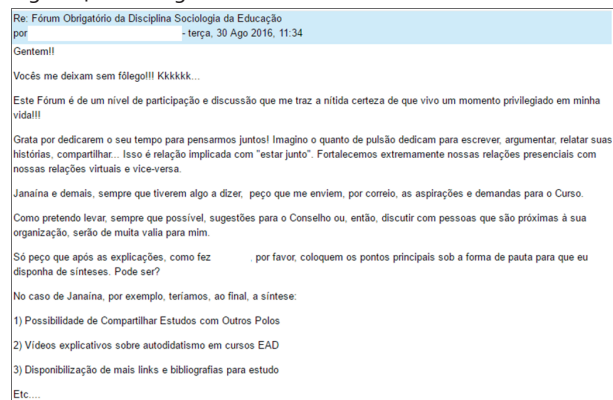 Re: Fórum Obrigatório da Disciplina Sociologia da Educação
por - terça, 30 Ago 2016, 11:34
Gentem!!
Vocês me deixam sem fôlego!!! Kkkkkk...
Este Fórum é de um nível de participação e discussão que me traz a nítida certeza de que vivo um momento privilegiado em minha
vida!!!
Grata por dedicarem o seu tempo para pensarmos juntos! Imagino o quanto de pulsão dedicam para escrever, argumentar, relatar suas
histórias, compartilhar... Isso é relação implicada com "estar junto". Fortalecemos extremamente nossas relações presenciais com
nossas relações virtuais e vice-versa.
Janaína e demais, sempre que tiverem algo a dizer, peço que me enviem, por correio, as aspirações e demandas para o Curso.
Como pretendo levar, sempre que possível, sugestões para o Conselho ou, então, discutir com pessoas que são próximas á sua
organização, serão de muita valia para mim.
Só peço que após as explicações, como fez , por favor, coloquem os pontos principais sob a forma de pauta para que eu
disponha de sínteses. Pode ser?
No caso de Janaína, por exemplo, teríamos, ao final, a síntese:
1) Possibilidade de Compartilhar Estudos com Outros Polos
2) Vídeos explicativos sobre autodidatismo em cursos EAD
3) Disponibilização de mais links e bibliografias para estudo
Etc....